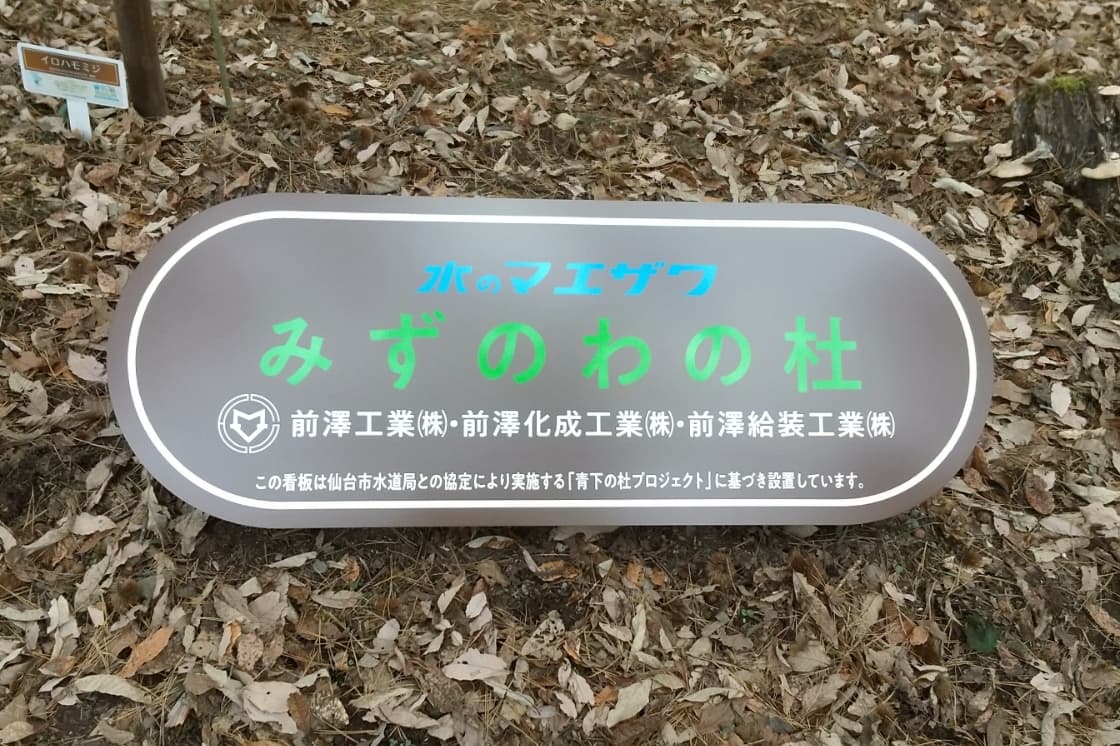 イロハモミジ
水のマエザワ
みずのわの杜
前澤工業㈱・前澤化成工業㈱・前澤給装工業㈱
この看板は仙台市水道局との協定により実施する「青下の杜プロジェクト」に基づき設置しています。